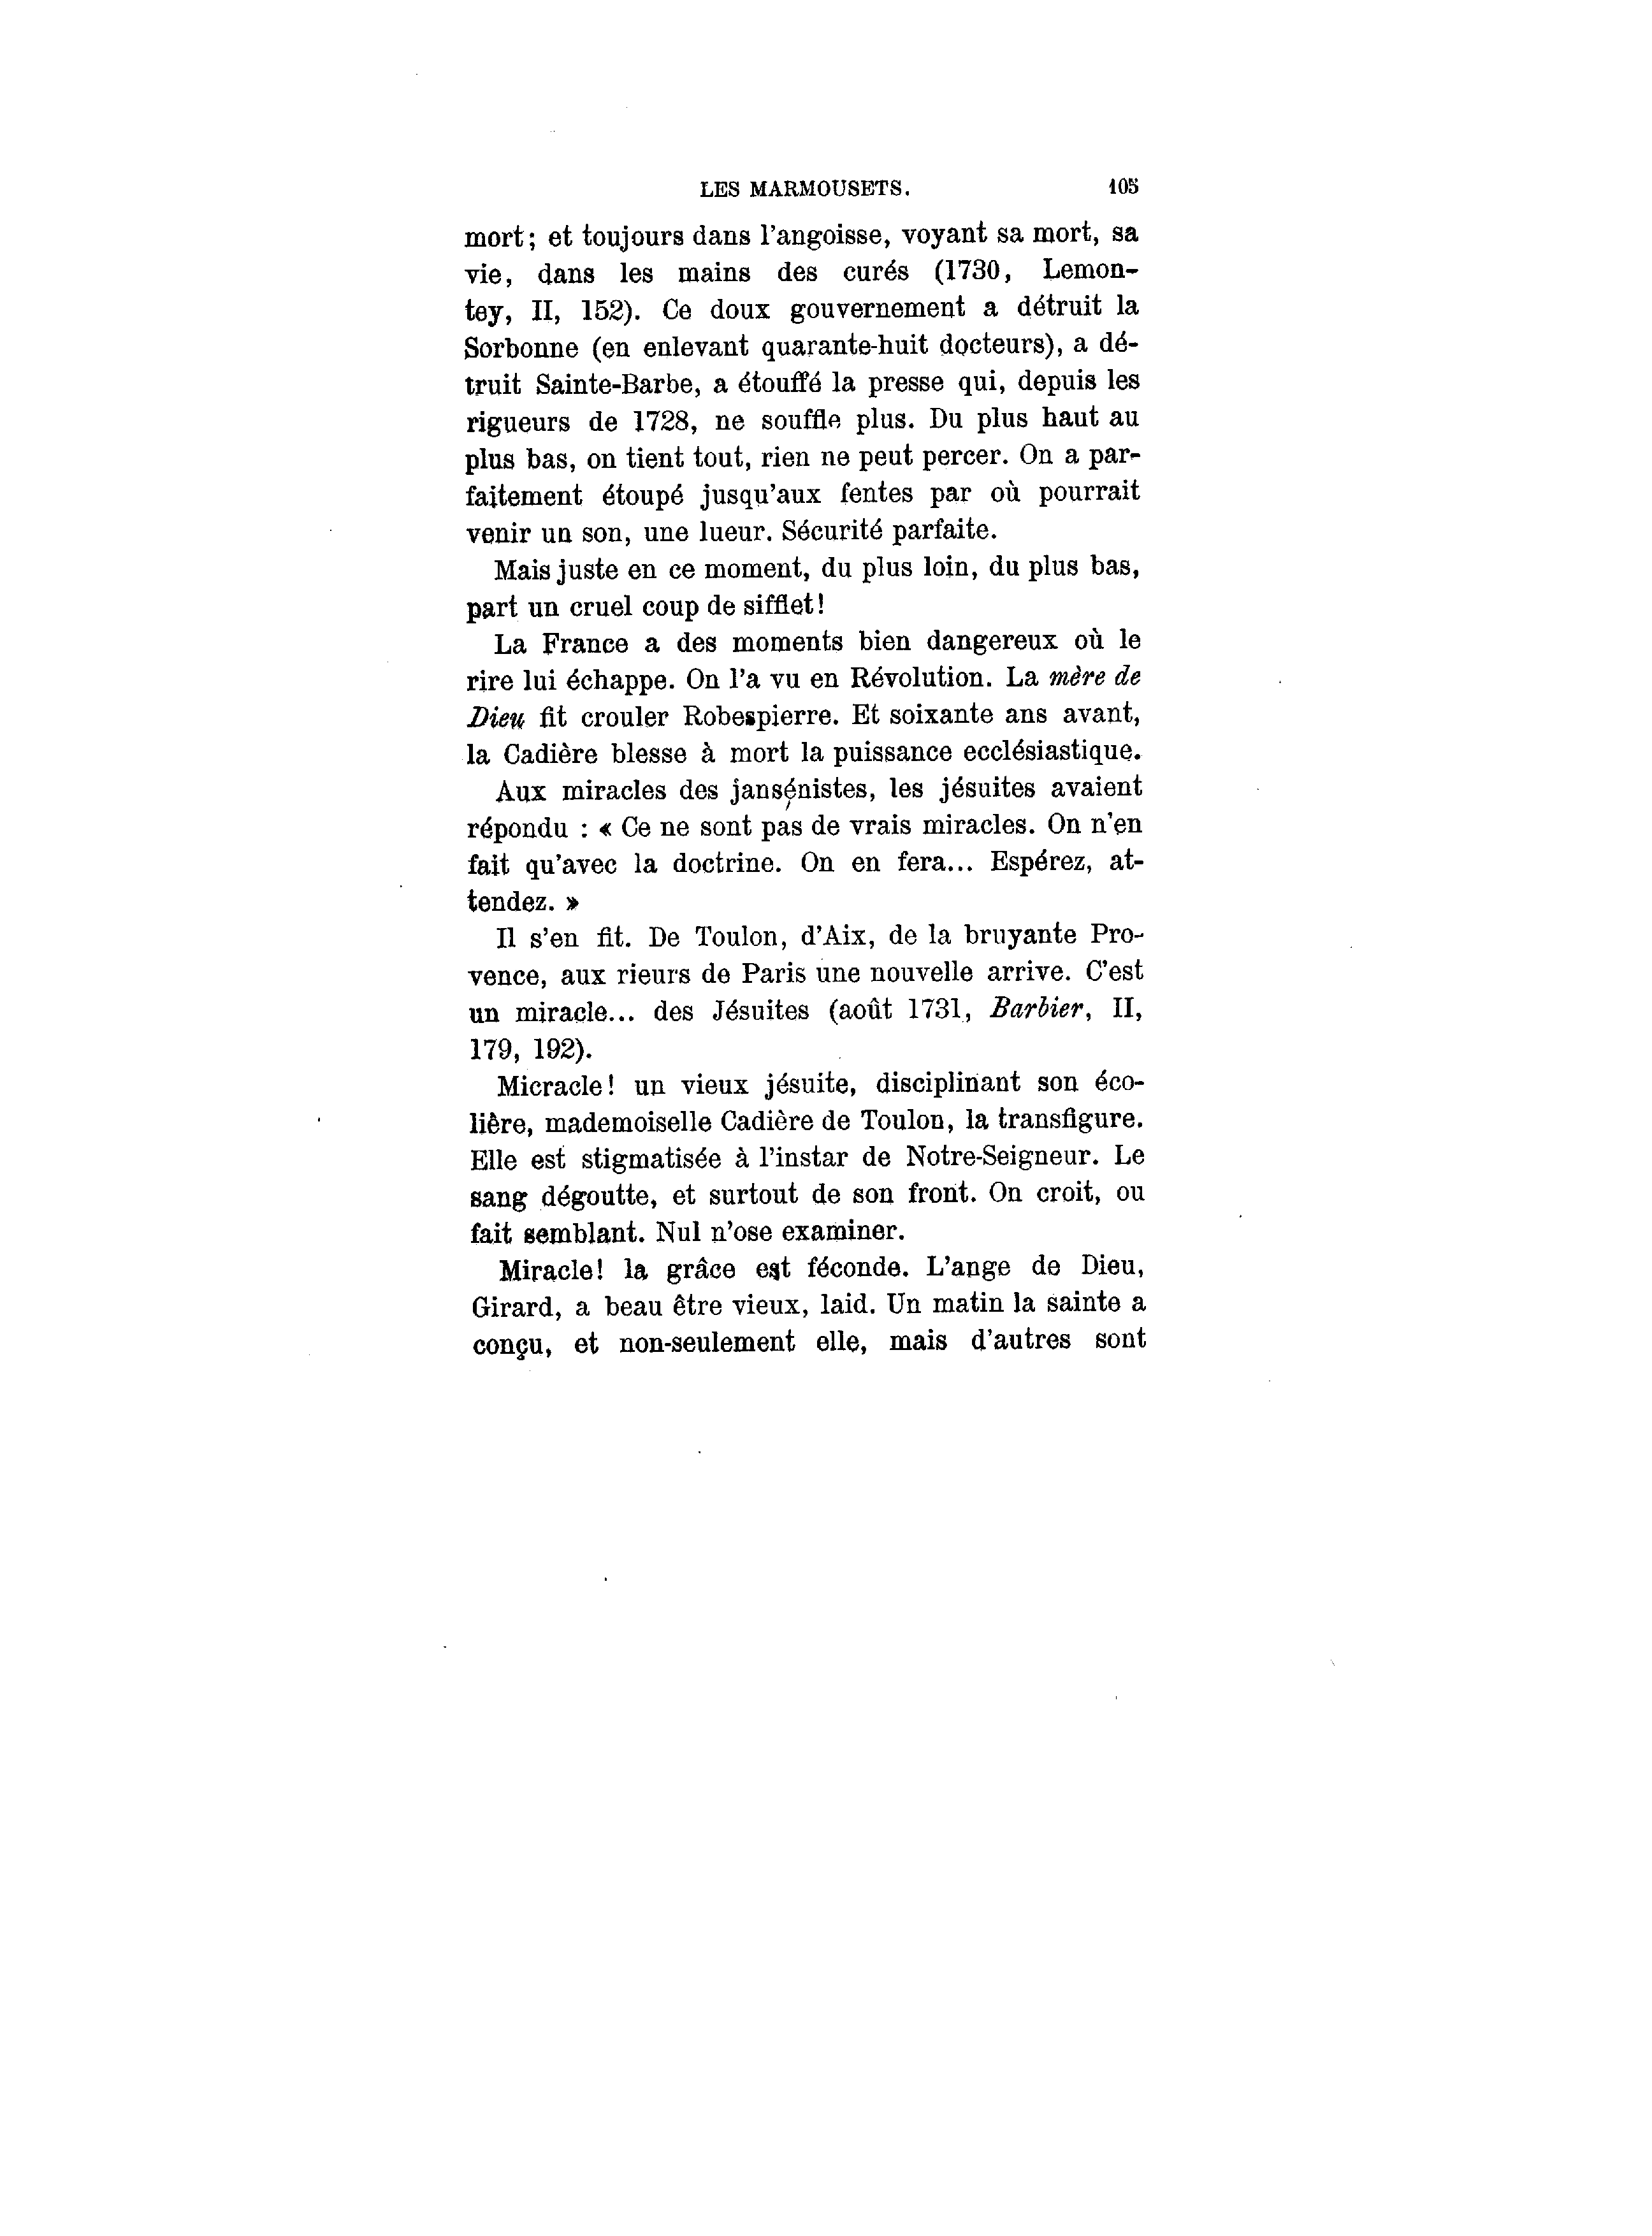 LES MARMOUSETS. 105
mort; et toujours dans l'angoisse, voyant sa mort, sa
vie, dans les mains des curés (1730, Lemon-
tey, II, 152). Ce doux gouvernement a détruit la
Sorbonne (en enlevant quarante-huit docteurs), a dé-
truit Sainte-Barbe, a étouffé la presse qui, depuis les
rigueurs de 1728, ne souffle plus. Du plus haut au
plus bas, on tient tout, rien ne peut percer. On a par-
faitement étoupé jusqu'aux fentes par où pourrait
venir un son, une lueur. Sécurité parfaite.
Mais juste en ce moment, du plus loin, du plus bas,
part un cruel coup de sifflet!
La France a des moments bien dangereux où le
rire lui échappe. On l'a vu en Révolution. La mère de
Dieu fit crouler Robespierre. Et soixante ans avant,
la Cadière blesse à mort la puissance ecclésiastique.
Aux miracles des jansénistes, les jésuites avaient
répondu : « Ce ne sont pas de vrais miracles. On n'en
fait qu'avec la doctrine. On en fera... Espérez, at-
tendez. »
Il s'en fit. De Toulon, d'Aix, de la bruyante Pro-
vence, aux rieurs de Paris une nouvelle arrive. C'est
un miracle... des Jésuites (août 1731, Barbier, II,
179, 192).
Micracle! un vieux jésuite, disciplinant son éco-
lière, mademoiselle Cadière de Toulon, la transfigure.
Elle est stigmatisée à l'instar de Notre-Seigneur. Le
sang dégoutte, et surtout de son front. On croit, ou
fait semblant. Nul n'ose examiner.
Miracle! la grâce est féconde. L'ange de Dieu,
Girard, a beau être vieux, laid. Un matin la sainte a
conçu, et non-seulement elle, mais d'autres sont